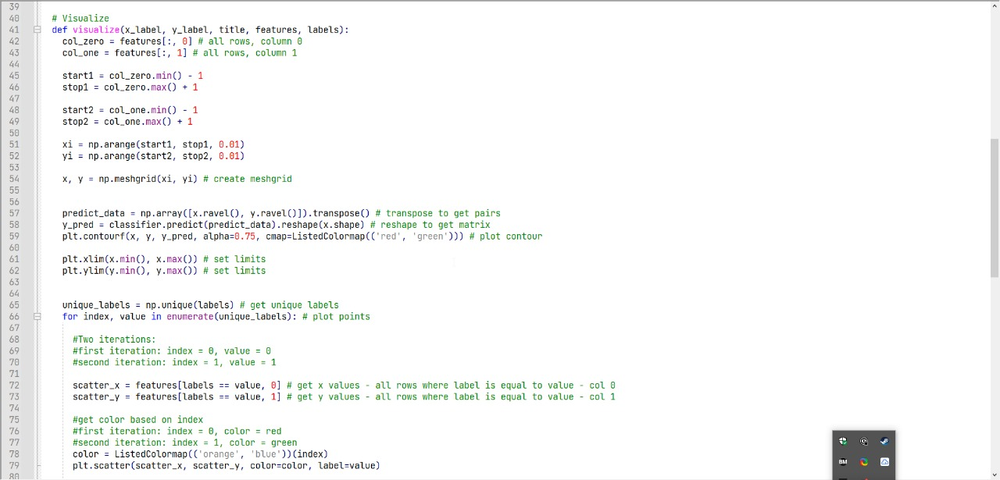 39
40 # Visualize
41 def visualize(x_label, y_label, title, features, labels):
42 col_zero = features[:, 0] # all rows, column 0
43 col_one = features[:, 1] # all rows, column 1
44
45 start1 = col_zero.min() - 1
46 stop1 = col_zero.max() + 1
47
48 start2 = col_one.min() - 1
49 stop2 = col_one.max() + 1
50
51 xi = np.arange(start1, stop1, 0.01)
52 yi = np.arange(start2, stop2, 0.01)
53
54 x, y = np.meshgrid(xi, yi) # create meshgrid
55
56
57 predict_data = np.array([x.ravel(), y.ravel()]).transpose() # transpose to get pairs
58 y_pred = classifier.predict(predict_data).reshape(x.shape) # reshape to get matrix
59 plt.contourf(x, y, y_pred, alpha=0.75, cmap=ListedColormap(('red', 'green'))) # plot contour
60
61 plt.xlim(x.min(), x.max()) # set limits
62 plt.ylim(y.min(), y.max()) # set limits
63
64
65 unique_labels = np.unique(labels) # get unique labels
66 for index, value in enumerate(unique_labels): # plot points
67
68 #Two iterations:
69 #first iteration: index = 0, value = 0
70 #second iteration: index = 1, value = 1
71
72 scatter_x = features[labels == value, 0] # get x values - all rows where label is equal to value - col 0
73 scatter_y = features[labels == value, 1] # get y values - all rows where label is equal to value - col 1
74
75 #get color based on index
76 #first iteration: index = 0, color = red
77 #second iteration: index = 1, color = green
78 color = ListedColormap(('orange', 'blue'))(index)
79 plt.scatter(scatter_x, scatter_y, color=color, label=value)
80
BM